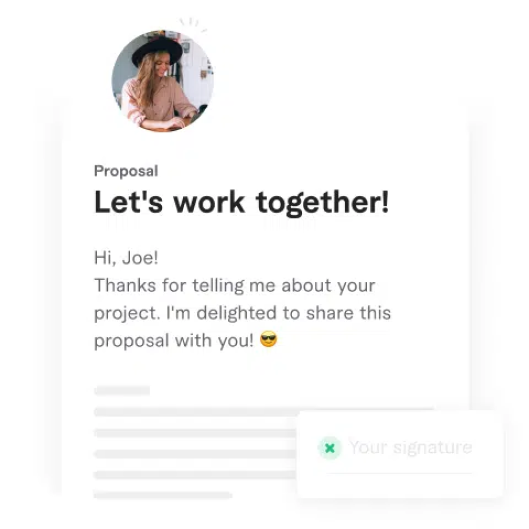 Proposal
Let's work together!
Hi, Joe!
Thanks for telling me about your
project. I'm delighted to share this
proposal with you! 😎
Your signature